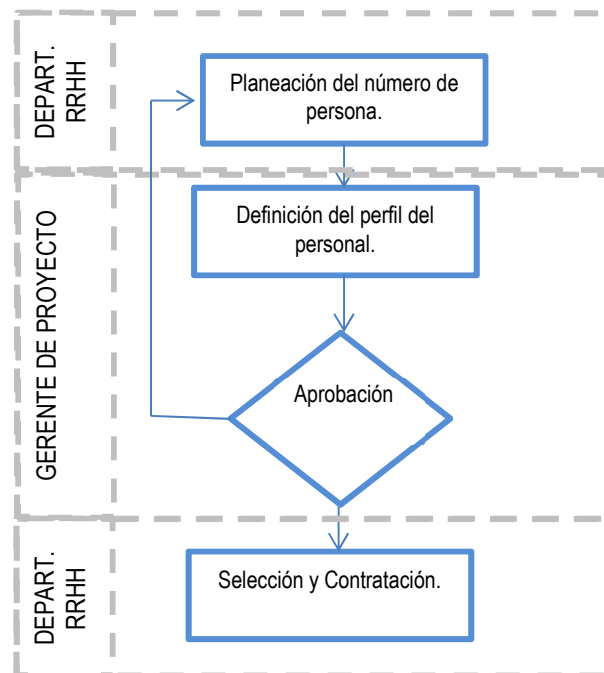 DEPART.
RRHH
Planeación del número de
persona.
GERENTE DE PROYECTO
Definición del perfil del
personal.
Aprobación
DEPART.
RRHH
Selección y Contratación.